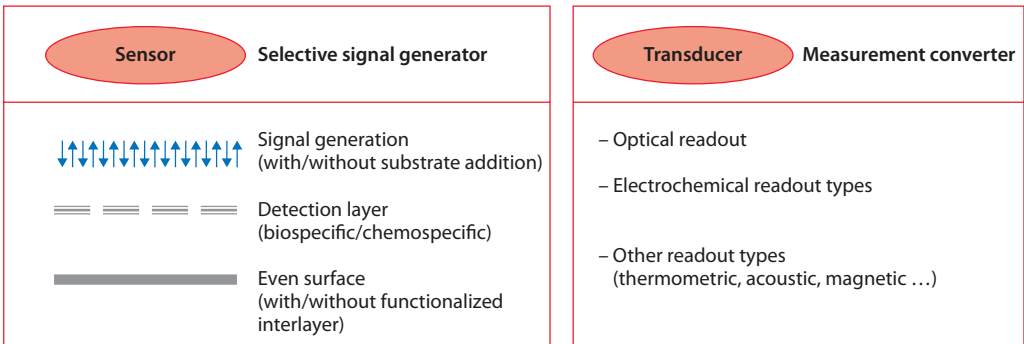 Sensor
Selective signal generator
Signal generation
(with/without substrate addition)
Detection layer
(biospecific/chemospecific)
Even surface
(with/without functionalized
interlayer)
Transducer
Measurement converter
– Optical readout
– Electrochemical readout types
– Other readout types
(thermometric, acoustic, magnetic …)